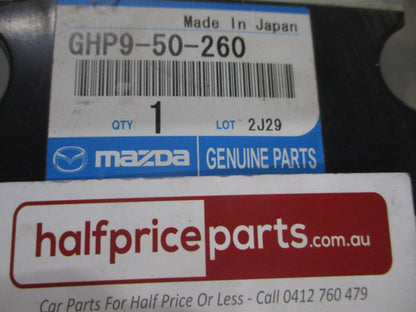 Made In Japan
GHP9-50-260
QTY 1 LOT 2J29
mazda GENUINE PARTS
halfpriceparts.com.au
Car Parts For Half Price Or Less - Call 0412 760 479